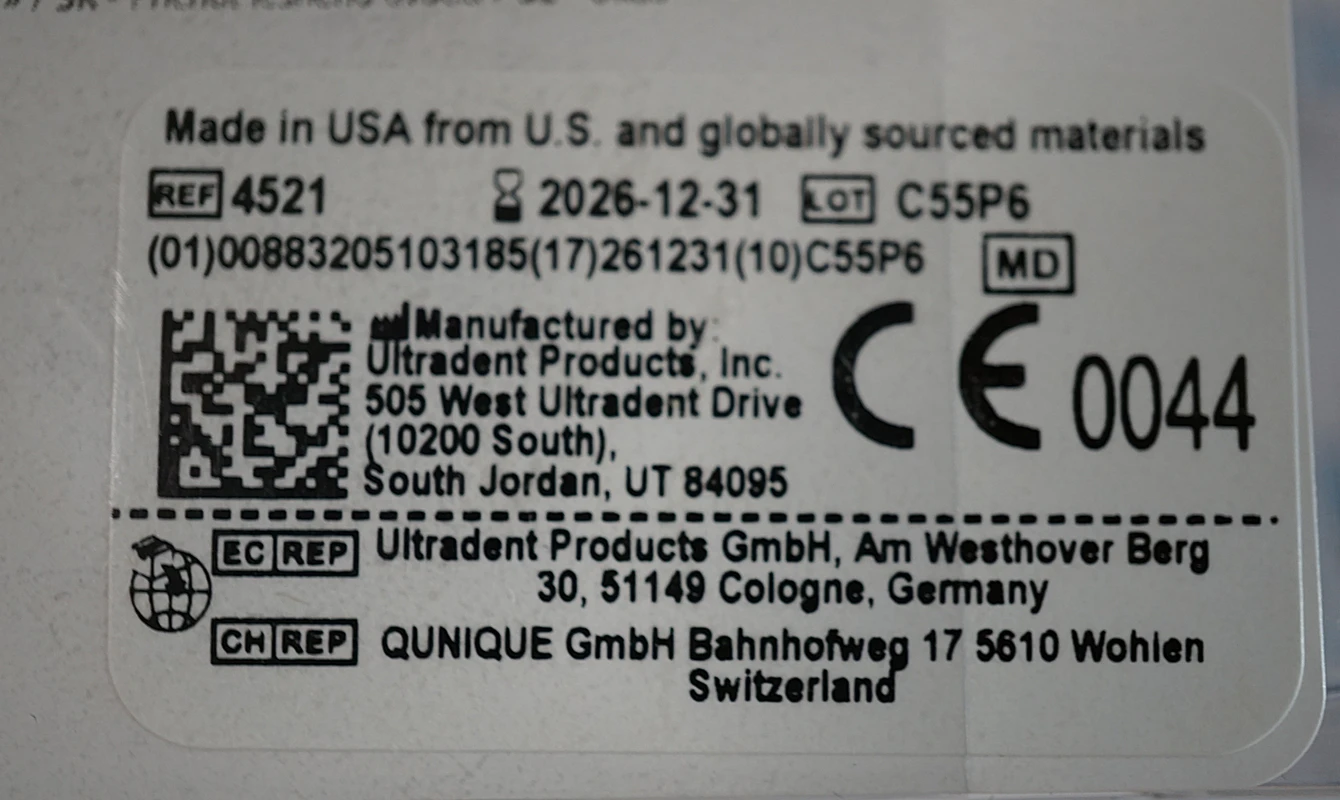 Made in USA from U.S. and globally sourced materials
REF 4521 2026-12-31 LOT C55P6
(01)00883205103185(17)261231(10)C55P6 MD
Manufactured by:
Ultradent Products, Inc.
505 West Ultradent Drive
(10200 South),
South Jordan, UT 84095
CE 0044
EC REP Ultradent Products GmbH, Am Westhover Berg
30, 51149 Cologne, Germany
CH REP QUNIQUE GmbH Bahnhofweg 17 5610 Wohlen
Switzerland